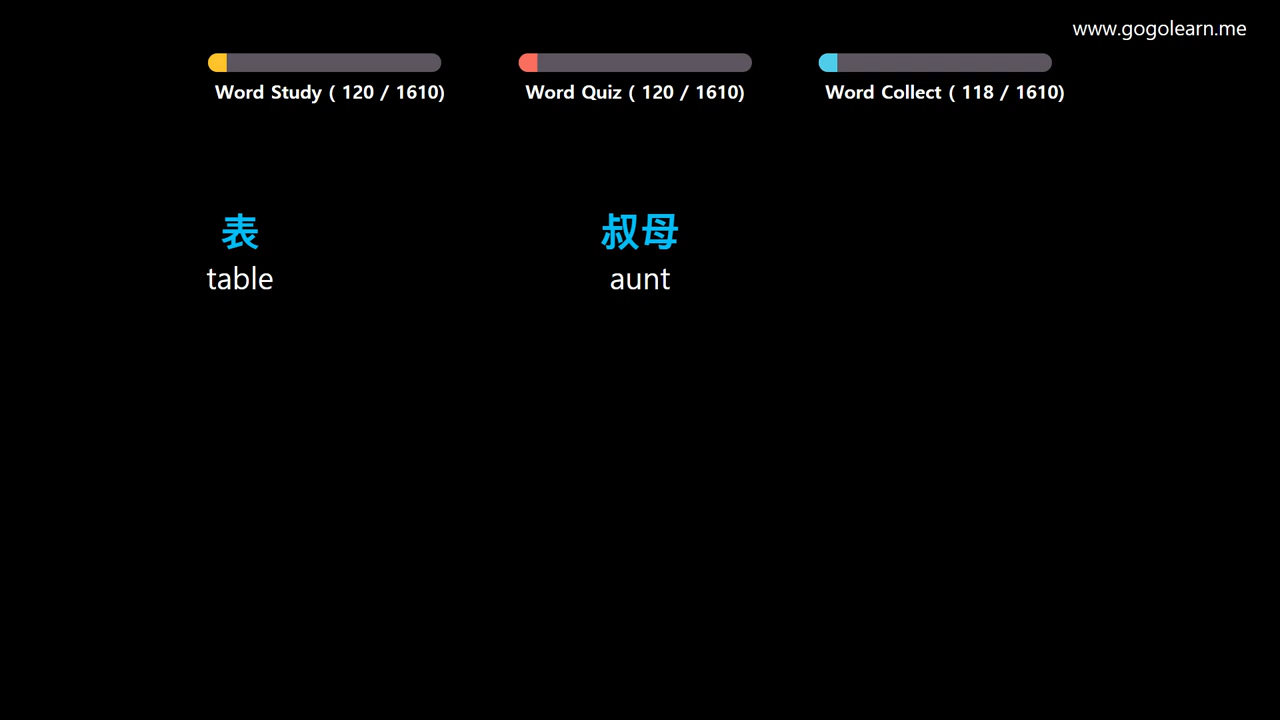 www.gogolearn.me
Word Study ( 120 / 1610)
Word Quiz ( 120 / 1610)
Word Collect ( 118 / 1610)
表
table
叔母
aunt